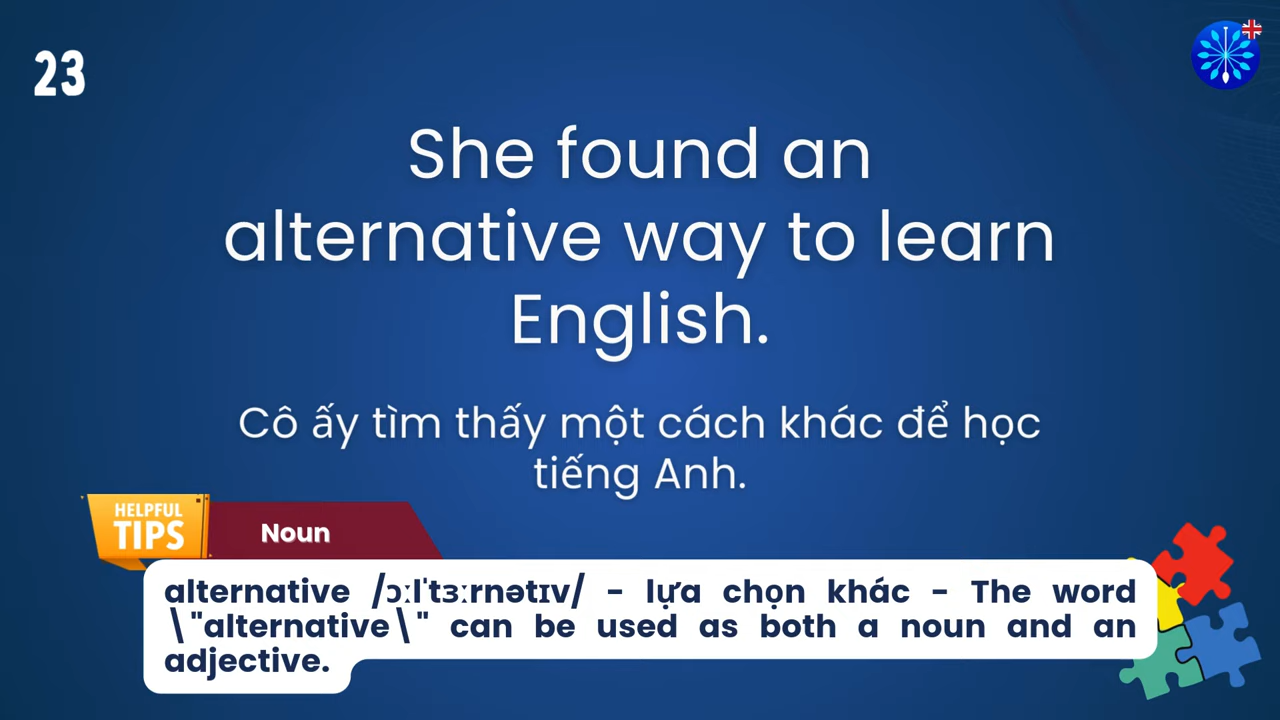 23
She found an
alternative way to learn
English.
Cô ấy tìm thấy một cách khác để học
tiếng Anh.
HELPFUL
TIPS
Noun
alternative /ɔːlˈtɜːrnətɪv/ - lựa chọn khác - The word
\"alternative\" can be used as both a noun and an
adjective.